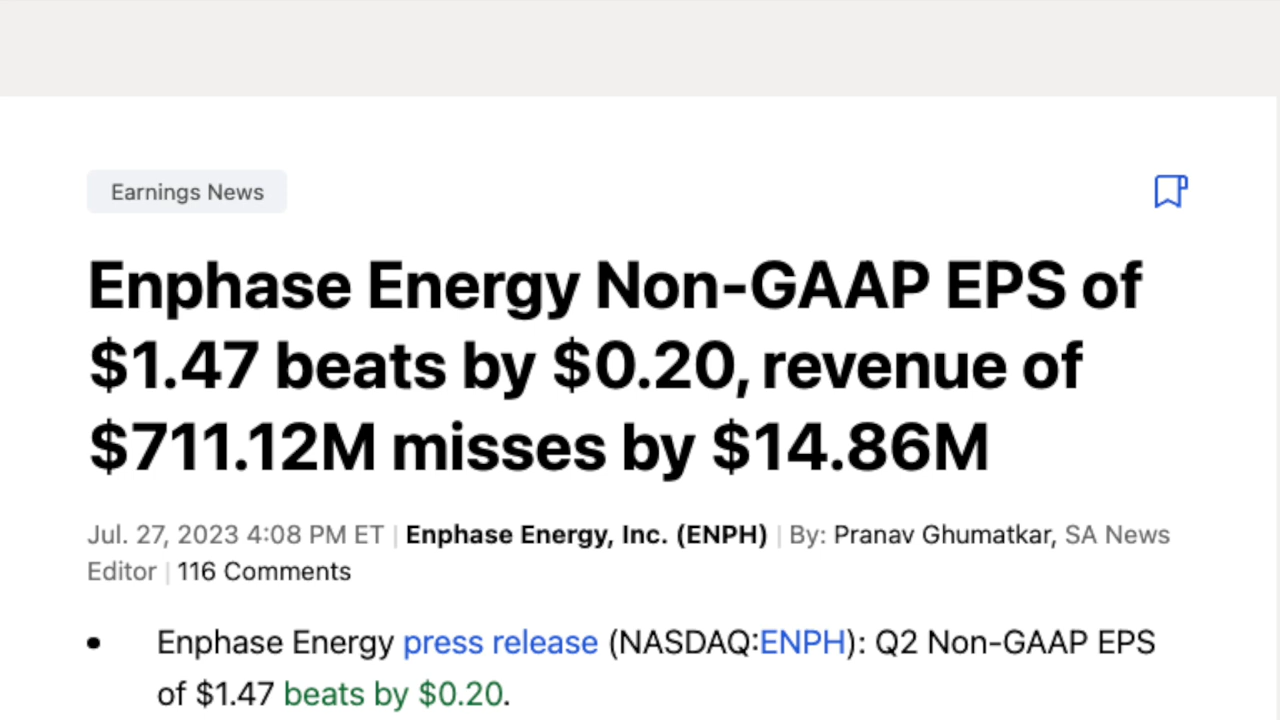 Earnings News
Enphase Energy Non-GAAP EPS of
$1.47 beats by $0.20, revenue of
$711.12M misses by $14.86M
Jul. 27, 2023 4:08 PM ET | Enphase Energy, Inc. (ENPH) | By: Pranav Ghumatkar, SA News
Editor | 116 Comments
• Enphase Energy press release (NASDAQ:ENPH): Q2 Non-GAAP EPS
of $1.47 beats by $0.20.